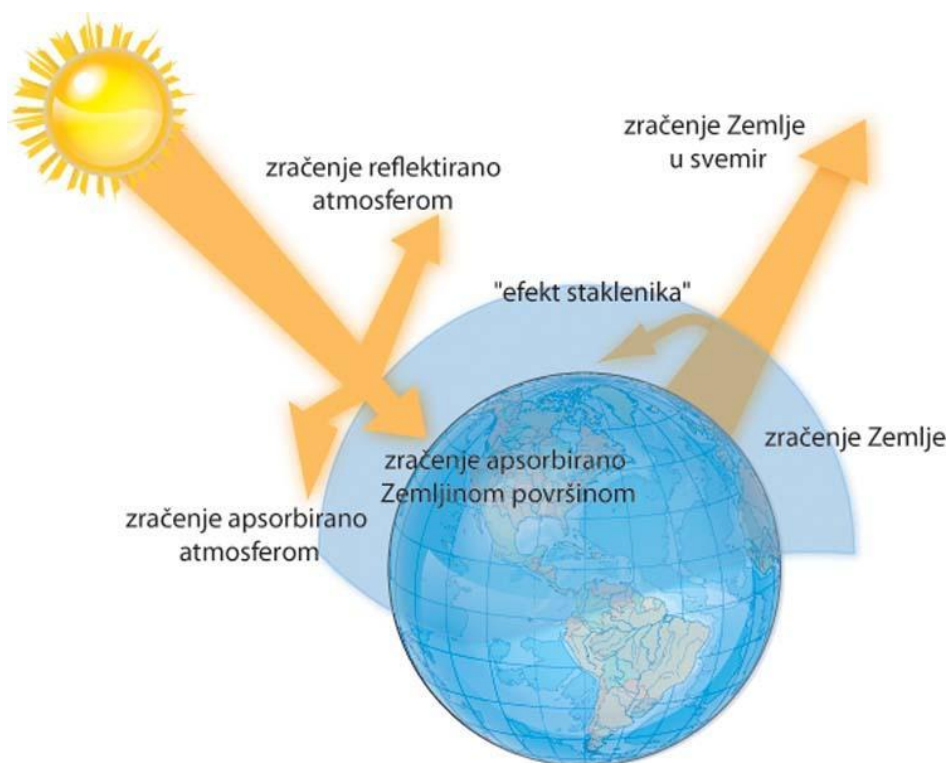 zračenje Zemlje
u svemir
zračenje reflektirano
atmosferom
"efekt staklenika"
zračenje Zemlje
zračenje apsorbirano
Zemljinom površinom
zračenje apsorbirano
atmosferom